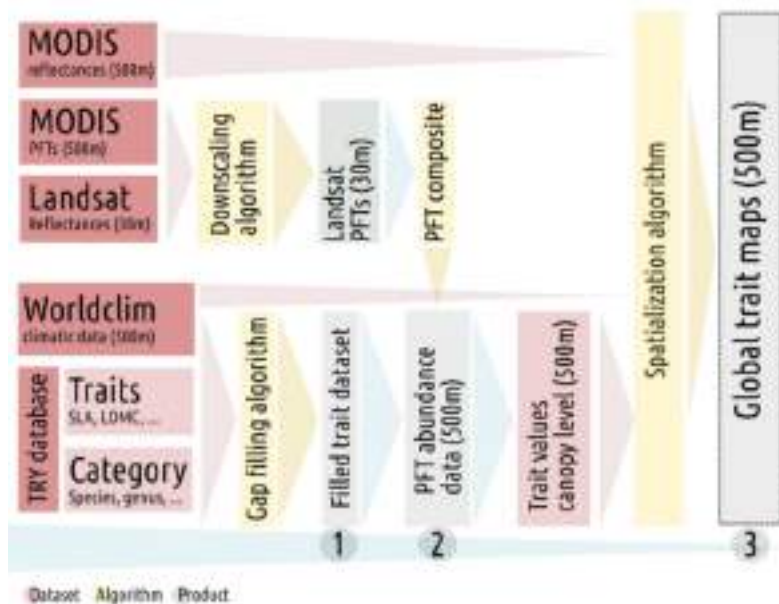 MODIS
reflectances (500m)
MODIS
PFTs (500m)
Landsat
Reflectances (30m)
Downscaling
algorithm
Landsat
PFTs (30m)
PFT composite
Spatialization algorithm
Global trait maps (500m)
Worldclim
climatic data (500m)
TRY database
Traits
SLA, LDMC, ...
Category
Species, genus, ...
Gap filling algorithm
Filled trait dataset
PFT abundance
data (500m)
Trait values
canopy level (500m)
1
2
3
Dataset Algorithm Product